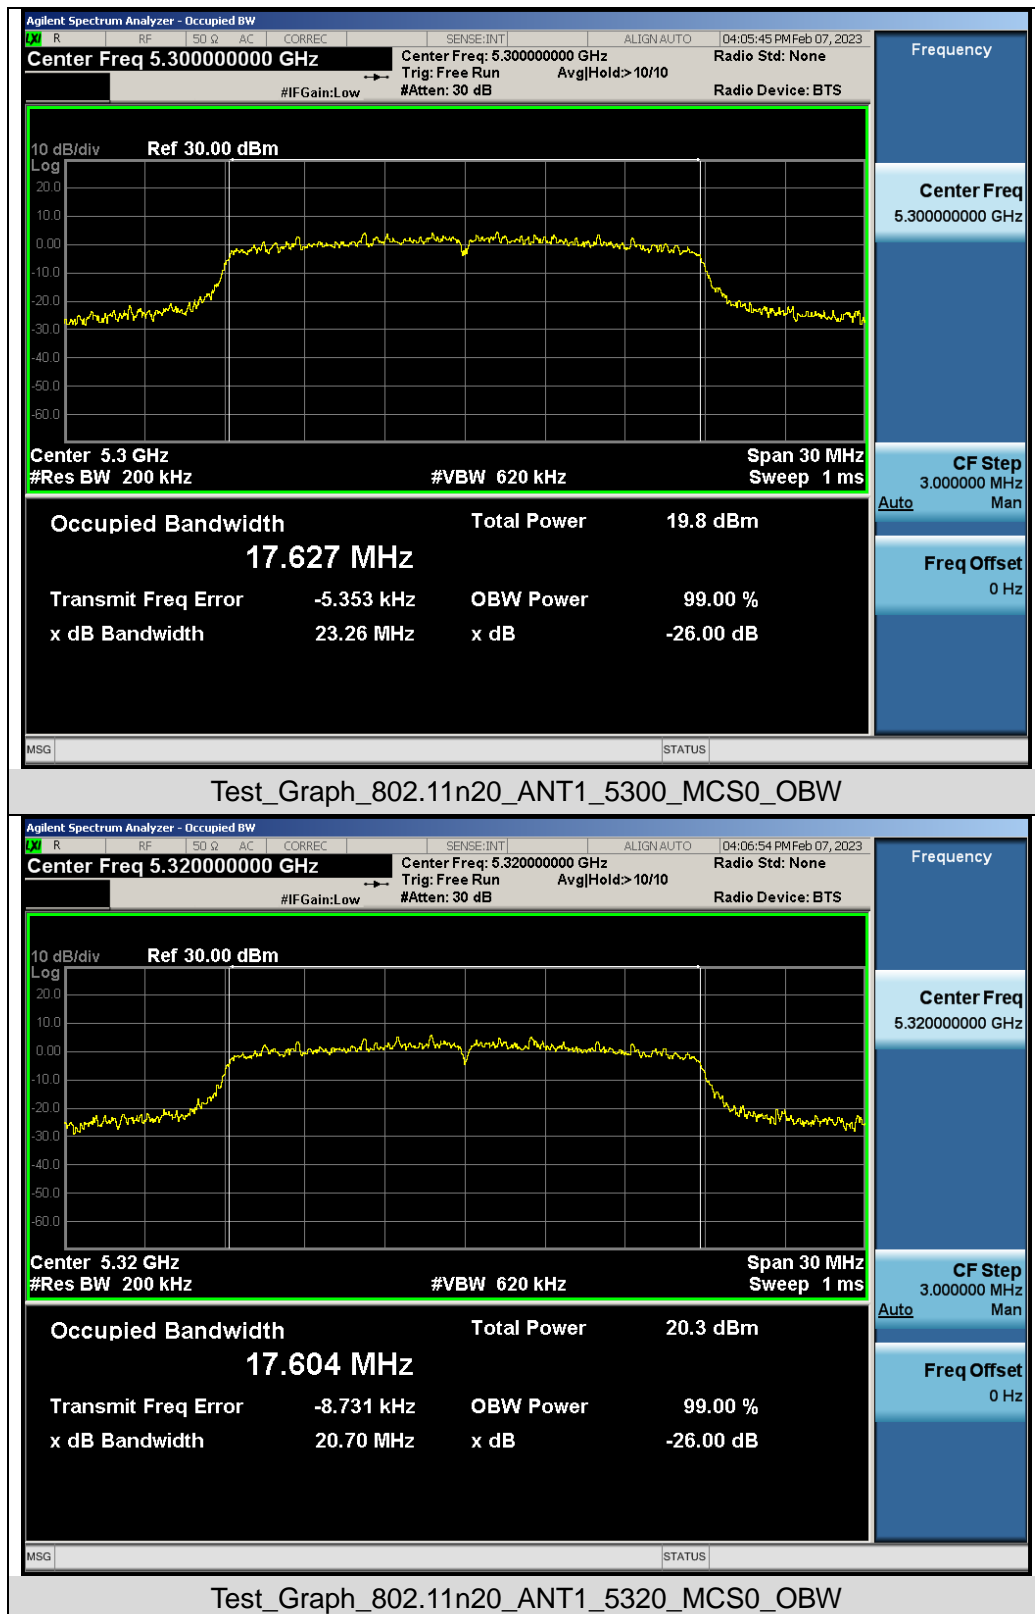 Agilent Spectrum Analyzer - Occupied BW
LXI R RF 50 Ω AC CORREC SENSE:INT ALIGN AUTO 04:05:45 PM Feb 07, 2023
Center Freq 5.300000000 GHz
Center Freq: 5.300000000 GHz
Radio Std: None
Trig: Free Run Avg|Hold:>10/10
#IFGain:Low #Atten: 30 dB Radio Device: BTS
Frequency
10 dB/div Ref 30.00 dBm
Log
20.0
10.0
0.00
-10.0
-20.0
-30.0
-40.0
-50.0
-60.0
Center 5.3 GHz Span 30 MHz
#Res BW 200 kHz #VBW 620 kHz Sweep 1 ms
Center Freq
5.300000000 GHz
CF Step
3.000000 MHz
Auto Man
Freq Offset
0 Hz
Occupied Bandwidth Total Power 19.8 dBm
17.627 MHz
Transmit Freq Error -5.353 kHz OBW Power 99.00 %
x dB Bandwidth 23.26 MHz x dB -26.00 dB
MSG STATUS
Test_Graph_802.11n20_ANT1_5300_MCS0_OBW
Agilent Spectrum Analyzer - Occupied BW
LXI R RF 50 Ω AC CORREC SENSE:INT ALIGN AUTO 04:06:54 PM Feb 07, 2023
Center Freq 5.320000000 GHz
Center Freq: 5.320000000 GHz
Radio Std: None
Trig: Free Run Avg|Hold:>10/10
#IFGain:Low #Atten: 30 dB Radio Device: BTS
Frequency
10 dB/div Ref 30.00 dBm
Log
20.0
10.0
0.00
-10.0
-20.0
-30.0
-40.0
-50.0
-60.0
Center 5.32 GHz Span 30 MHz
#Res BW 200 kHz #VBW 620 kHz Sweep 1 ms
Center Freq
5.320000000 GHz
CF Step
3.000000 MHz
Auto Man
Freq Offset
0 Hz
Occupied Bandwidth Total Power 20.3 dBm
17.604 MHz
Transmit Freq Error -8.731 kHz OBW Power 99.00 %
x dB Bandwidth 20.70 MHz x dB -26.00 dB
MSG STATUS
Test_Graph_802.11n20_ANT1_5320_MCS0_OBW